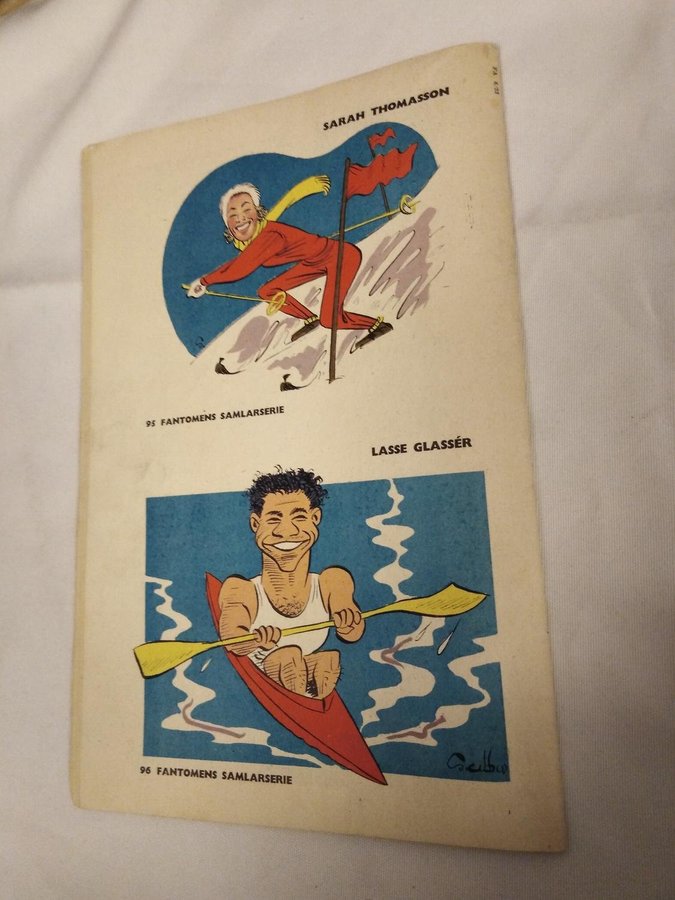 SARAH THOMASSON
95 FANTOMENS SAMLARSERIE
LASSE GLASSÉR
96 FANTOMENS SAMLARSERIE